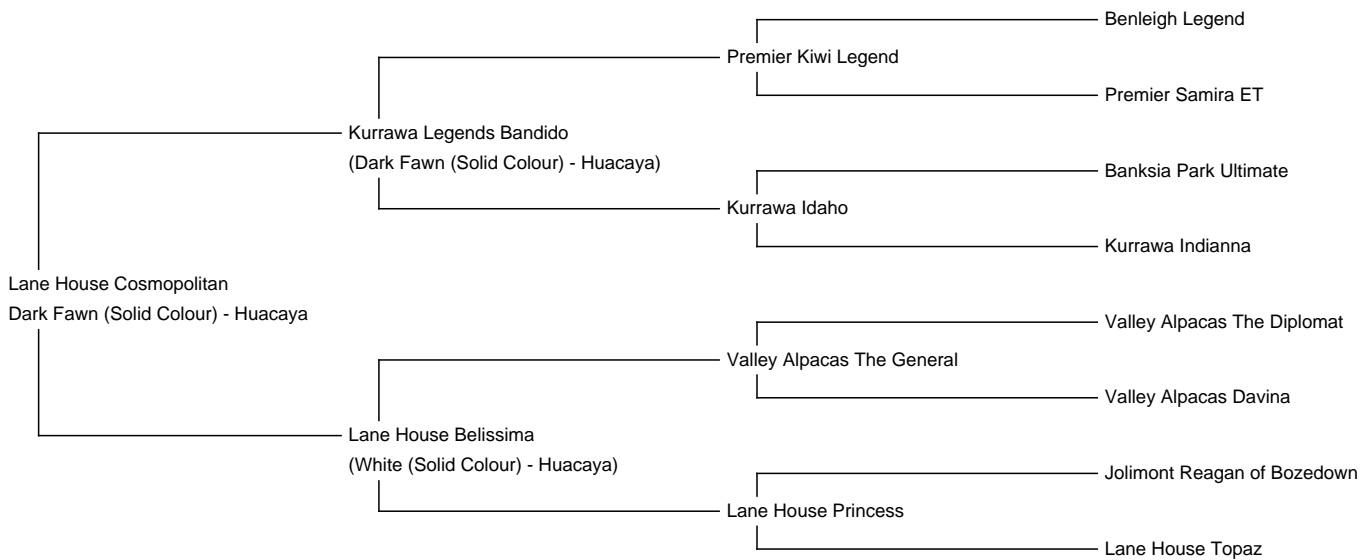 Benleigh Legend
Premier Kiwi Legend
Premier Samira ET
Kurrawa Legends Bandido
(Dark Fawn (Solid Colour) - Huacaya)
Banksia Park Ultimate
Kurrawa Idaho
Kurrawa Indianna
Lane House Cosmopolitan
Dark Fawn (Solid Colour) - Huacaya
Valley Alpacas The Diplomat
Valley Alpacas The General
Valley Alpacas Davina
Lane House Belissima
(White (Solid Colour) - Huacaya)
Jolimont Reagan of Bozedown
Lane House Princess
Lane House Topaz